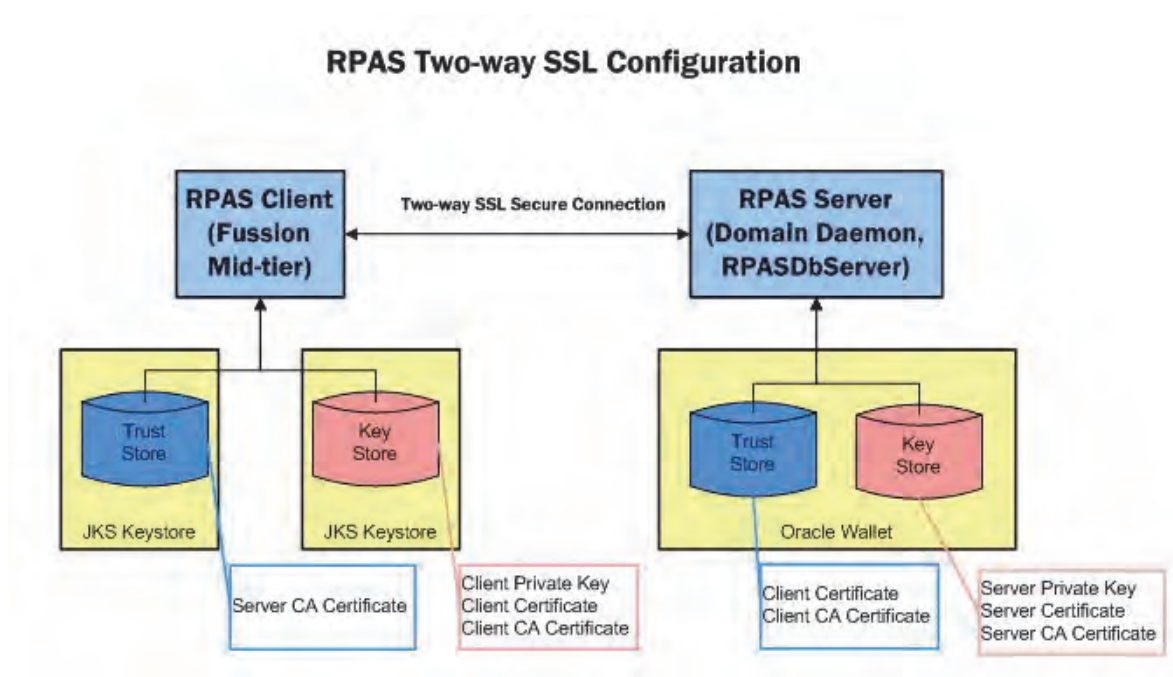 RPAS Two-way SSL Configuration
RPAS Client
(Fussion
Mid-tier)
Two-way SSL Secure Connection
RPAS Server
(Domain Daemon,
RPASDbServer)
Trust
Store
JKS Keystore
Key
Store
JKS Keystore
Trust
Store
Key
Store
Oracle Wallet
Server CA Certificate
Client Private Key
Client Certificate
Client CA Certificate
Client Certificate
Client CA Certificate
Server Private Key
Server Certificate
Server CA Certificate